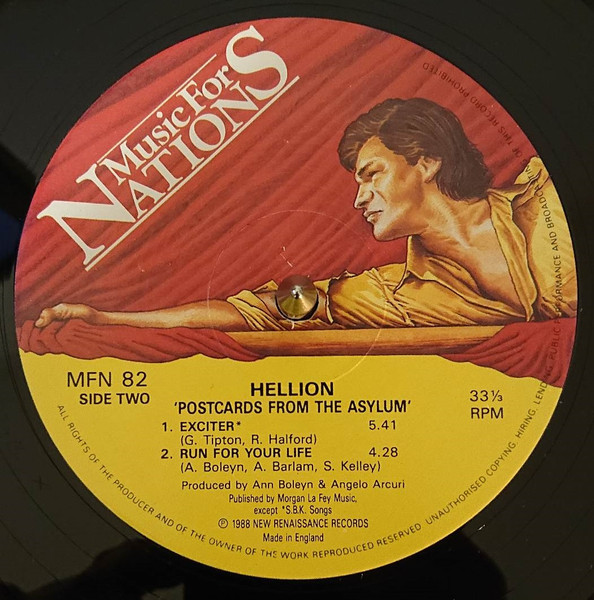 Music For
NATIONS
MFN 82
SIDE TWO
HELLION
'POSTCARDS FROM THE ASYLUM'
33⅓
RPM
1. EXCITER* 5.41
(G. Tipton, R. Halford)
2. RUN FOR YOUR LIFE 4.28
(A. Boleyn, A. Barlam, S. Kelley)
Produced by Ann Boleyn & Angelo Arcuri
Published by Morgan La Fey Music,
except *S.B.K. Songs
℗ 1988 NEW RENAISSANCE RECORDS
Made in England
ALL RIGHTS OF THE PRODUCER AND OF THE OWNER OF THE WORK REPRODUCED RESERVED. UNAUTHORISED COPYING, HIRING, LENDING, PUBLIC PERFORMANCE AND BROADCASTING OF THIS RECORD PROHIBITED